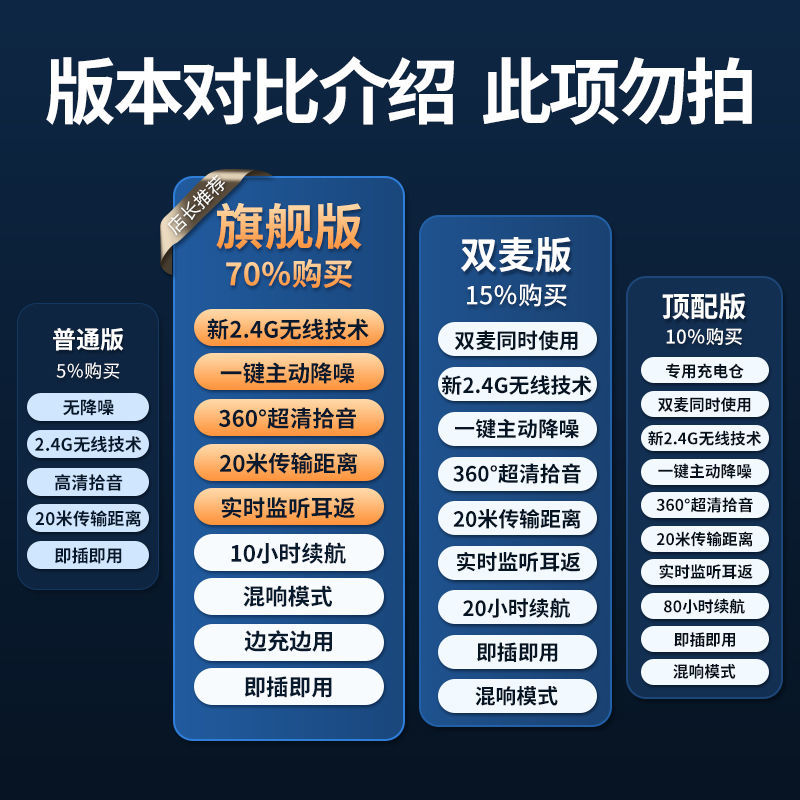 版本对比介绍 此项勿拍
普通版
5%购买
无降噪
2.4G无线技术
高清拾音
20米传输距离
即插即用
店长推荐
旗舰版
70%购买
新2.4G无线技术
一键主动降噪
360°超清拾音
20米传输距离
实时监听耳返
10小时续航
混响模式
边充边用
即插即用
双麦版
15%购买
双麦同时使用
新2.4G无线技术
一键主动降噪
360°超清拾音
20米传输距离
实时监听耳返
20小时续航
即插即用
混响模式
顶配版
10%购买
专用充电仓
双麦同时使用
新2.4G无线技术
一键主动降噪
360°超清拾音
20米传输距离
实时监听耳返
80小时续航
即插即用
混响模式